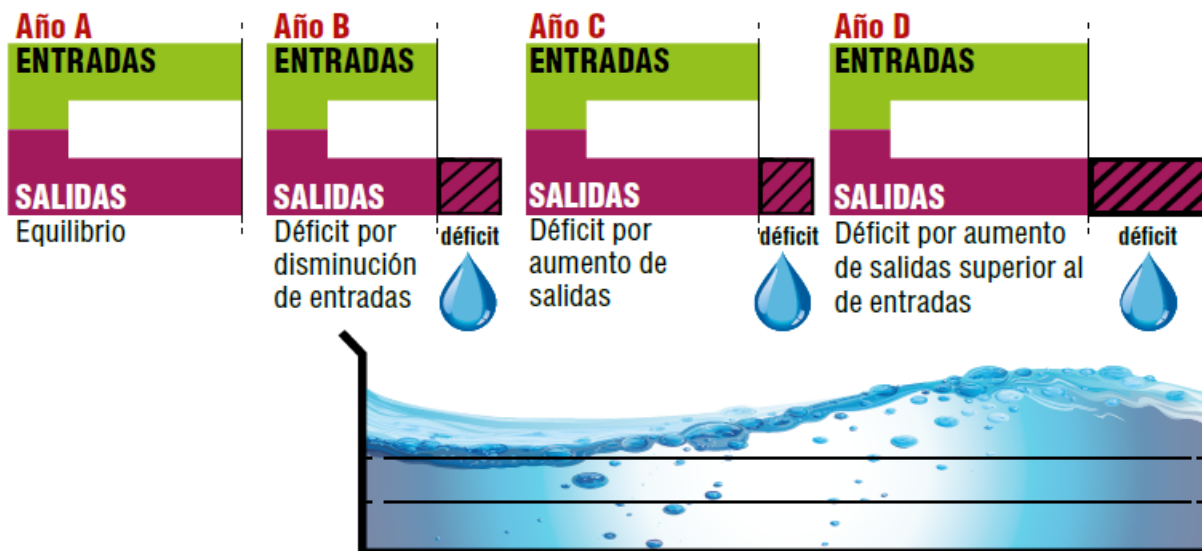 Año A
ENTRADAS
SALIDAS
Equilibrio
Año B
ENTRADAS
SALIDAS
Déficit por
disminución
de entradas
déficit
Año C
ENTRADAS
SALIDAS
Déficit por
aumento de
salidas
déficit
Año D
ENTRADAS
SALIDAS
Déficit por aumento
de salidas superior al
de entradas
déficit